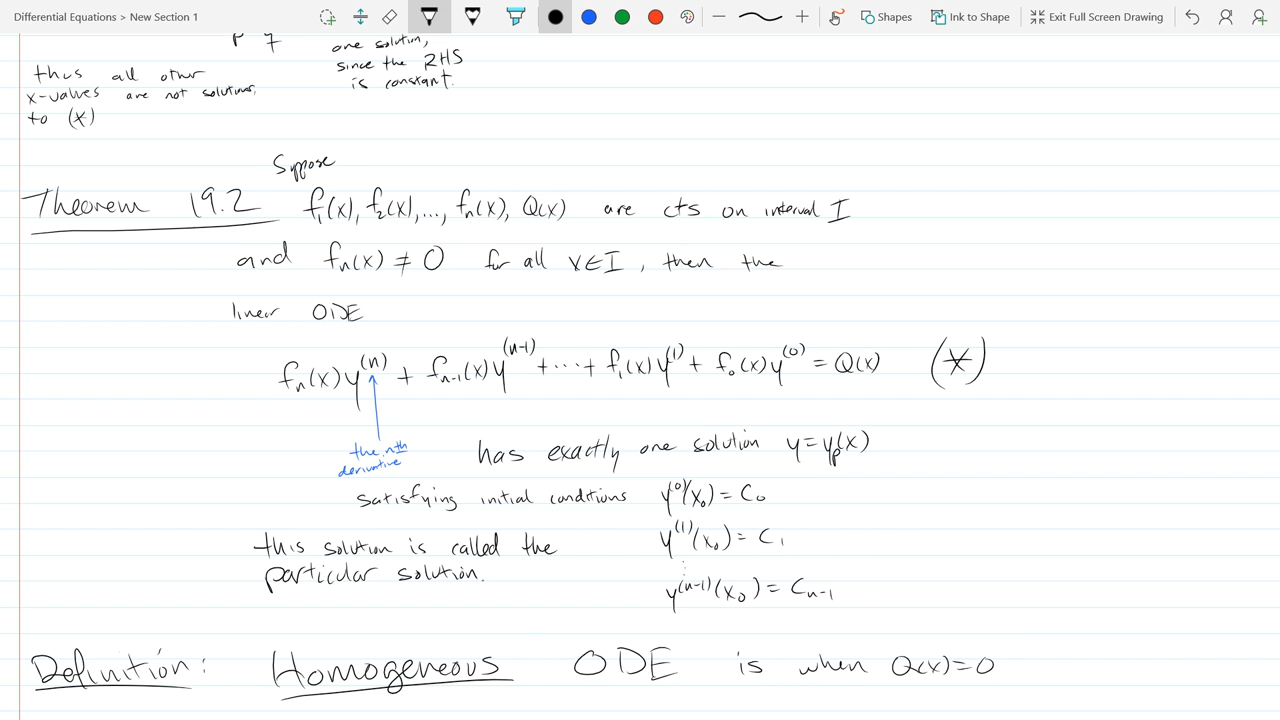 Differential Equations > New Section 1
Shapes
Ink to Shape
Exit Full Screen Drawing
one solution,
since the RHS
is constant.
thus all other
x-values are not solutions,
to (*)
Suppose
Theorem 19.2 f₁(x), f₂(x), ..., fₙ(x), Q(x) are cts on interval I
and fₙ(x) ≠ 0 for all x∈I, then the
linear ODE
fₙ(x)y⁽ⁿ⁾ + fₙ₋₁(x)y⁽ⁿ⁻¹⁾ + ... + f₁(x)y⁽¹⁾ + f₀(x)y⁽⁰⁾ = Q(x) (*)
the nth
derivative
has exactly one solution y = yₚ(x)
satisfying initial conditions y⁽⁰⁾(x₀) = C₀
y⁽¹⁾(x₀) = C₁
⋮
y⁽ⁿ⁻¹⁾(x₀) = Cₙ₋₁
this solution is called the
particular solution.
Definition: Homogeneous ODE is when Q(x)=0